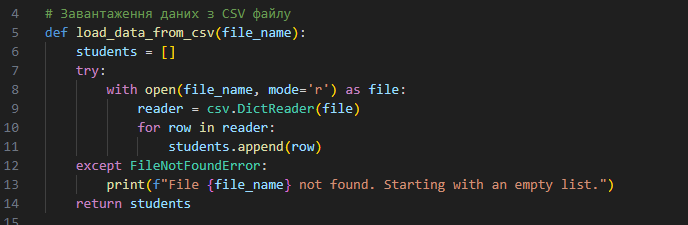 4 # Завантаження даних з CSV файлу
5 def load_data_from_csv(file_name):
6     students = []
7     try:
8         with open(file_name, mode='r') as file:
9             reader = csv.DictReader(file)
10             for row in reader:
11                 students.append(row)
12     except FileNotFoundError:
13         print(f"File {file_name} not found. Starting with an empty list.")
14     return students
15